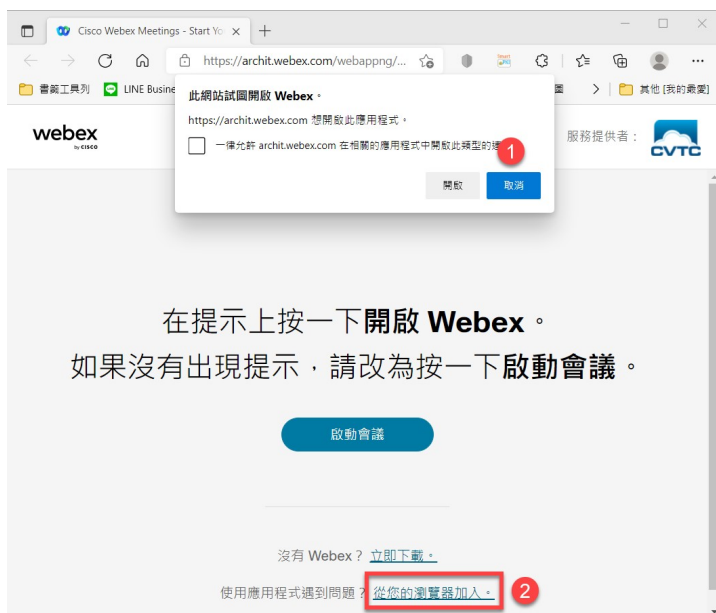 Cisco Webex Meetings - Start Yo
https://archit.webex.com/webappng/...
書籤工具列
LINE Busine
其他 [我的最愛]
此網站試圖開啟 Webex。
https://archit.webex.com 想開啟此應用程式。
一律允許 archit.webex.com 在相關的應用程式中開啟此類型的
1
開啟
取消
webex
by CISCO
服務提供者：
CVTC
在提示上按一下開啟 Webex。
如果沒有出現提示，請改為按一下啟動會議。
啟動會議
沒有 Webex？ 立即下載。
使用應用程式遇到問題？ 從您的瀏覽器加入。
2